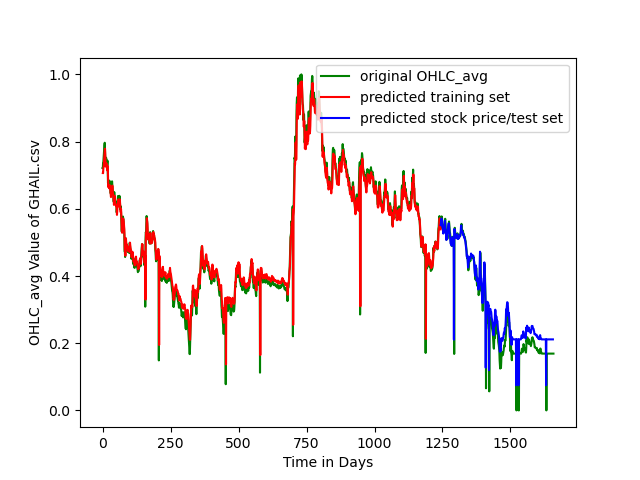 original OHLC_avg
predicted training set
predicted stock price/test set
1.0
0.8
0.6
0.4
0.2
0.0
OHLC_avg Value of GHAIL.csv
0 250 500 750 1000 1250 1500
Time in Days